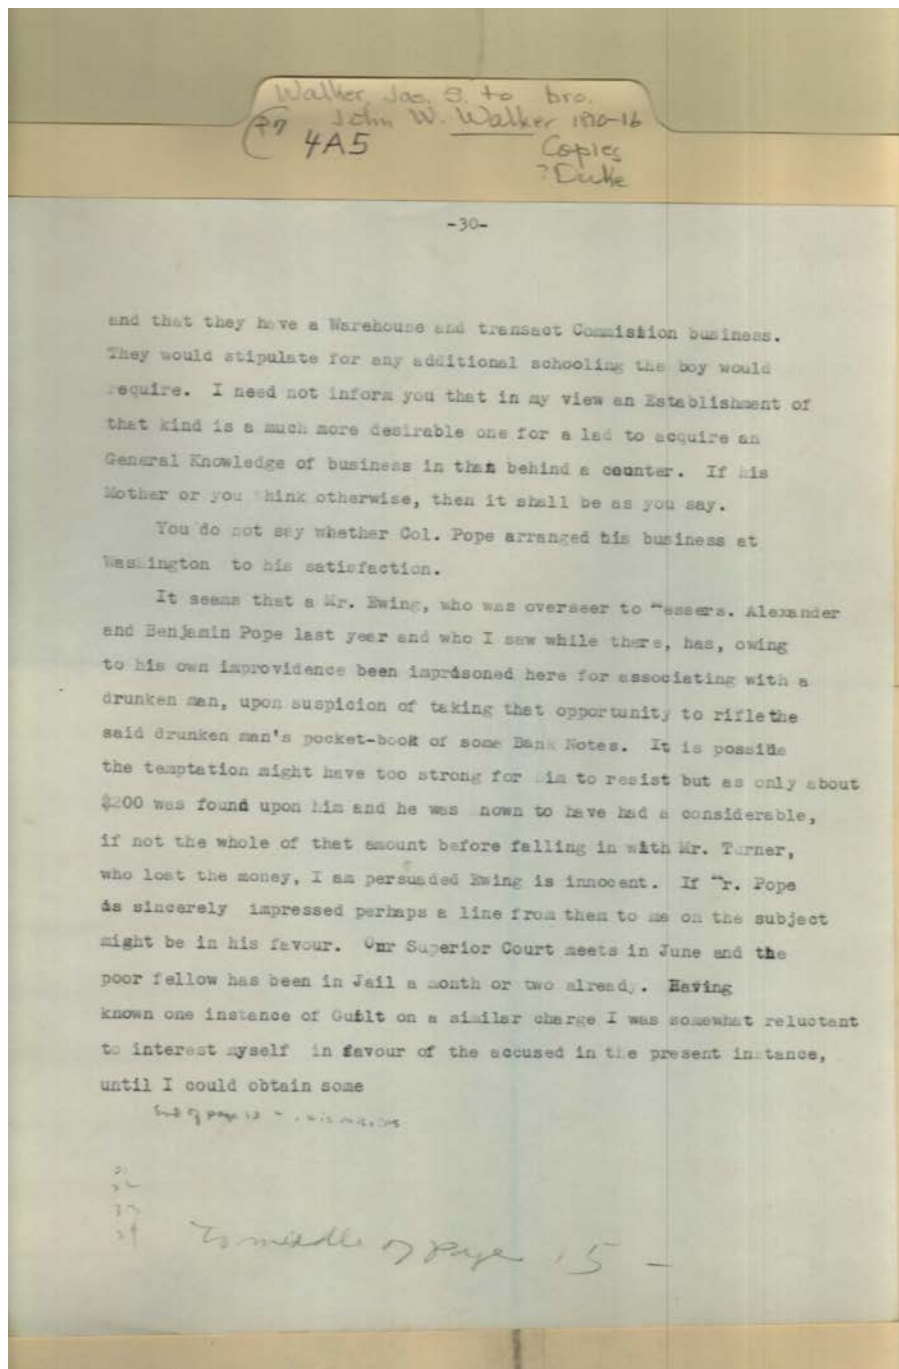 Walker, Jas. S. to bro.
John W. Walker 1810-16
27
4A5
Copies
? Duke
-30-
and that they have a Warehouse and transact Commistion business.
They would stipulate for any additional schooling the boy would
require. I need not inform you that in my view an Establishment of
that kind is a much more desirable one for a lad to acquire an
General Knowledge of business in than behind a counter. If his
Mother or you think otherwise, then it shall be as you say.
You do not say whether Col. Pope arranged his business at
Washington to his satisfaction.
It seems that a Mr. Ewing, who was overseer to Messers. Alexander
and Benjamin Pope last year and who I saw while there, has, owing
to his own improvidence been imprisoned here for associating with a
drunken man, upon suspicion of taking that opportunity to riflethe
said drunken man's pocket-book of some Bank Notes. It is possible
the temptation might have too strong for him to resist but as only about
$200 was found upon him and he was known to have had a considerable,
if not the whole of that amount before falling in with Mr. Turner,
who lost the money, I am persuaded Ewing is innocent. If Mr. Pope
is sincerely impressed perhaps a line from them to me on the subject
might be in his favour. Our Superior Court meets in June and the
poor fellow has been in Jail a month or two already. Having
known one instance of Guilt on a similar charge I was somewhat reluctant
to interest myself in favour of the accused in the present instance,
until I could obtain some
End of page 13
To middle of page 15 -